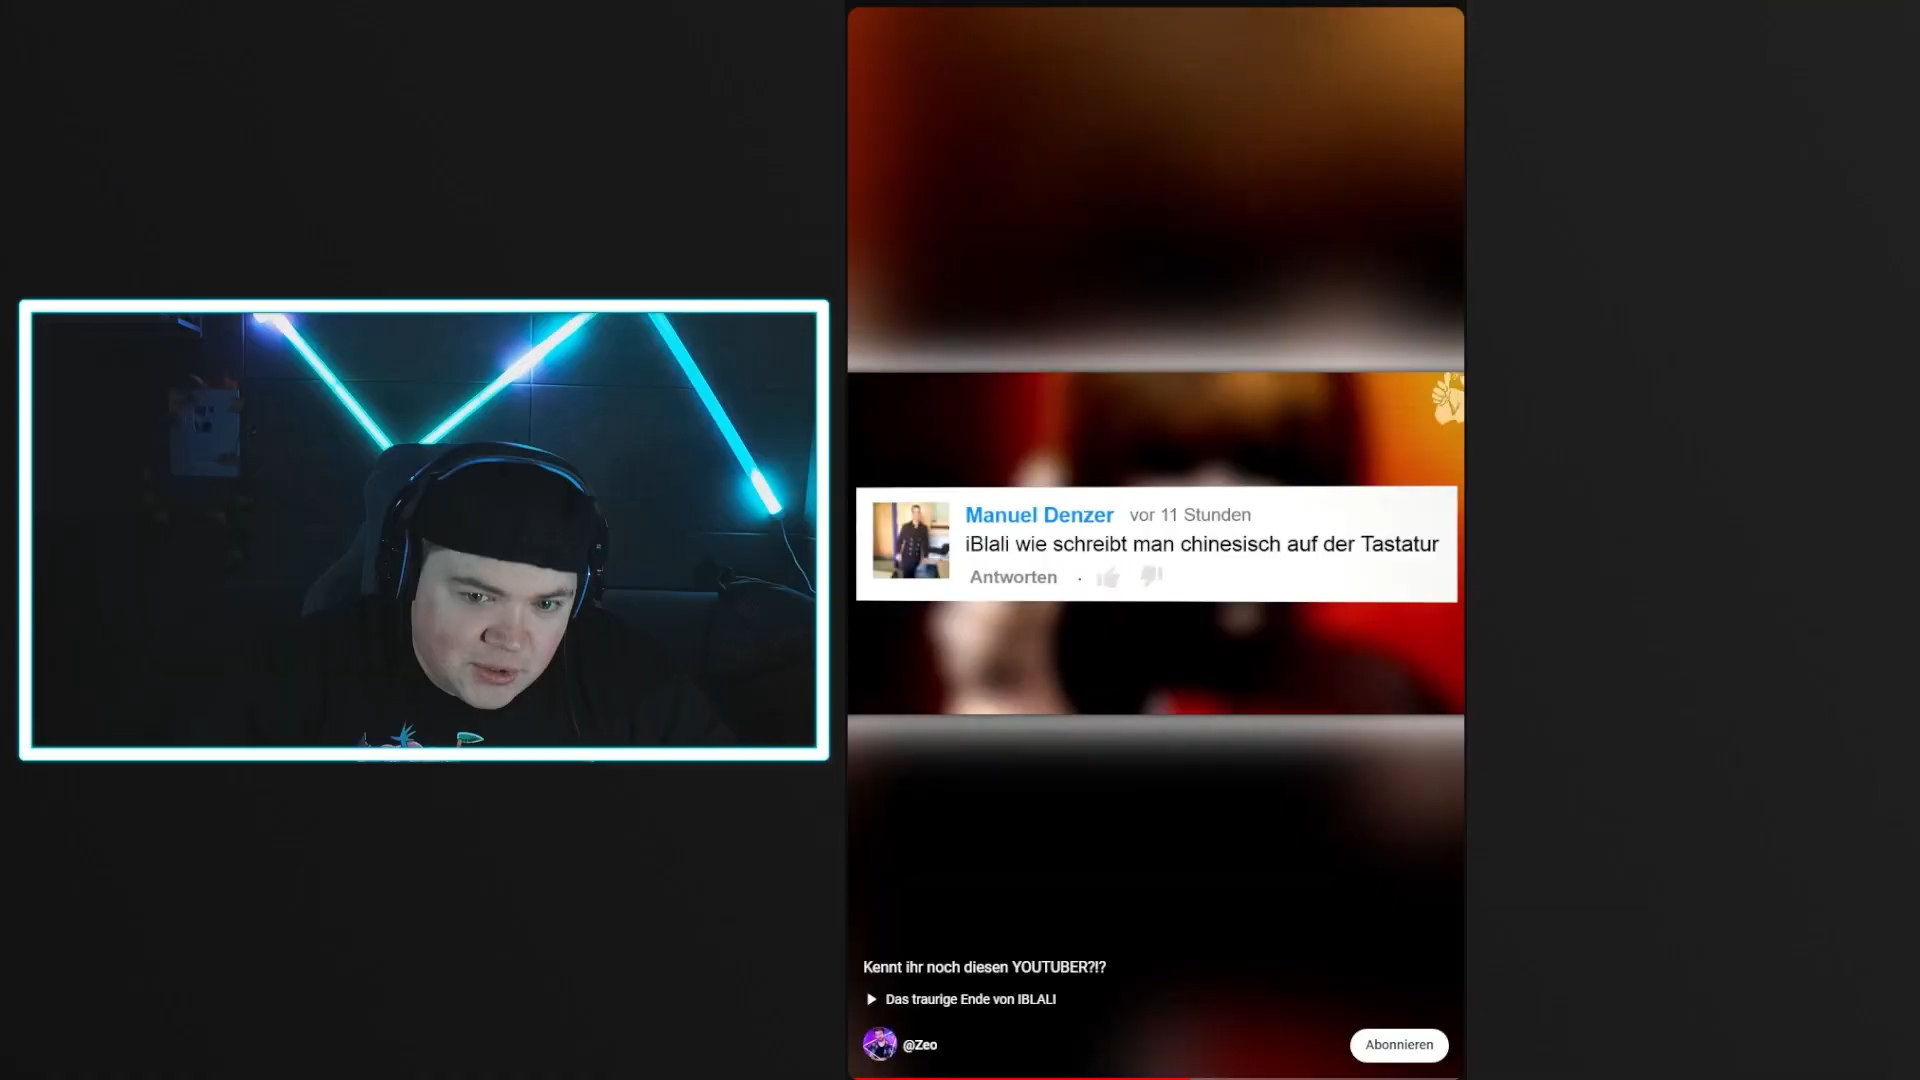 Manuel Denzer vor 11 Stunden
iBlali wie schreibt man chinesisch auf der Tastatur
Antworten ·
Kennt ihr noch diesen YOUTUBER?!?
Das traurige Ende von IBLALI
@Zeo
Abonnieren